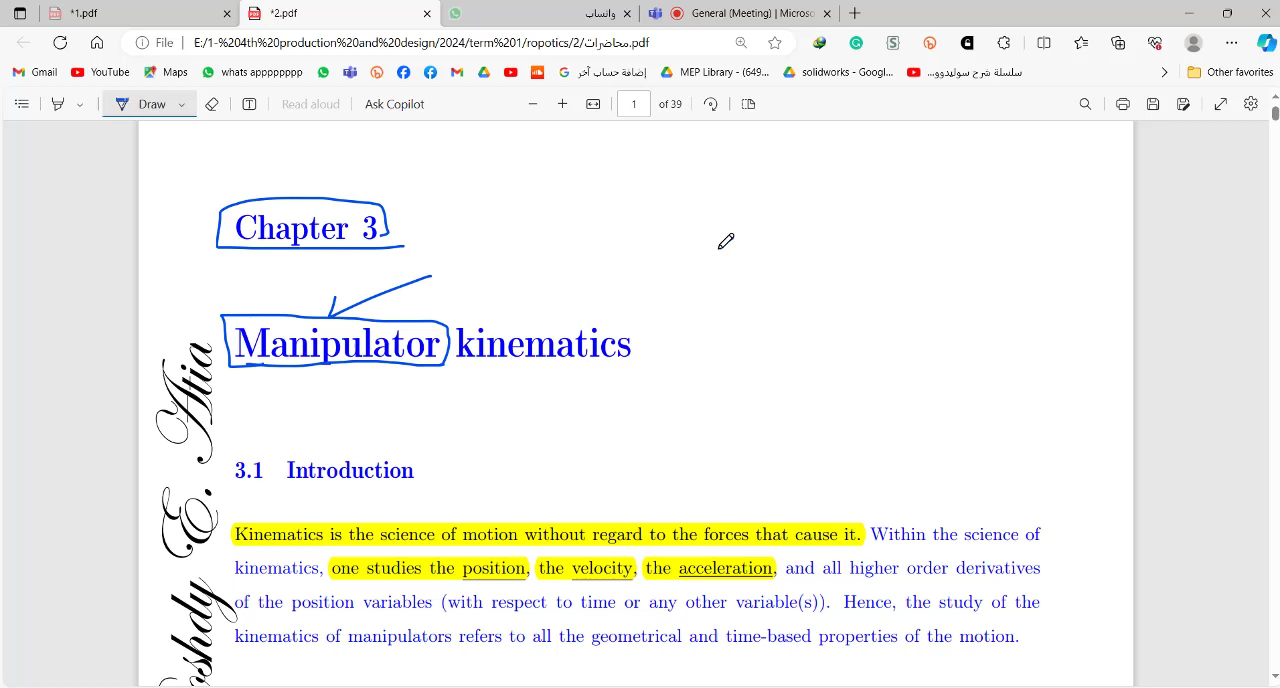 *1.pdf
*2.pdf
واتساب
General (Meeting) | Microsc
File
E:/1-%204th%20production%20and%20design/2024/term%201/ropotics/2/محاضرات.pdf
Gmail
YouTube
Maps
whats apppppppp
إضافة حساب آخر
MEP Library - (649...
solidworks - Googl...
سلسلة شرح سوليدوو...
Other favorites
Draw
Read aloud
Ask Copilot
1
of 39
Chapter 3
Manipulator kinematics
3.1 Introduction
Kinematics is the science of motion without regard to the forces that cause it. Within the science of
kinematics, one studies the position, the velocity, the acceleration, and all higher order derivatives
of the position variables (with respect to time or any other variable(s)). Hence, the study of the
kinematics of manipulators refers to all the geometrical and time-based properties of the motion.
oshdy E. Atia